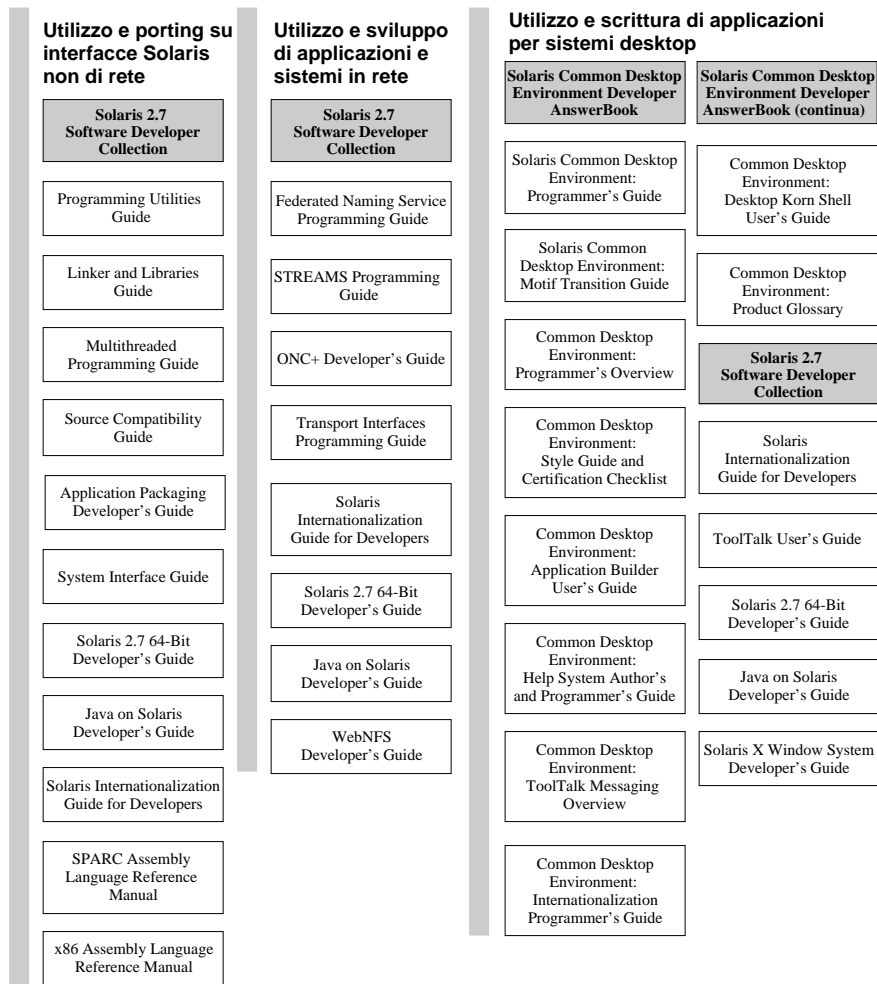 Utilizzo e porting su
interfacce Solaris
non di rete
Solaris 2.7
Software Developer
Collection
Programming Utilities
Guide
Linker and Libraries
Guide
Multithreaded
Programming Guide
Source Compatibility
Guide
Application Packaging
Developer's Guide
System Interface Guide
Solaris 2.7 64-Bit
Developer's Guide
Java on Solaris
Developer's Guide
Solaris Internationalization
Guide for Developers
SPARC Assembly
Language Reference
Manual
x86 Assembly Language
Reference Manual
Utilizzo e sviluppo
di applicazioni e
sistemi in rete
Solaris 2.7
Software Developer
Collection
Federated Naming Service
Programming Guide
STREAMS Programming
Guide
ONC+ Developer's Guide
Transport Interfaces
Programming Guide
Solaris
Internationalization
Guide for Developers
Solaris 2.7 64-Bit
Developer's Guide
Java on Solaris
Developer's Guide
WebNFS
Developer's Guide
Utilizzo e scrittura di applicazioni
per sistemi desktop
Solaris Common Desktop
Environment Developer
AnswerBook
Solaris Common Desktop
Environment:
Programmer's Guide
Solaris Common
Desktop Environment:
Motif Transition Guide
Common Desktop
Environment:
Programmer's Overview
Common Desktop
Environment:
Style Guide and
Certification Checklist
Common Desktop
Environment:
Application Builder
User's Guide
Common Desktop
Environment:
Help System Author's
and Programmer's Guide
Common Desktop
Environment:
ToolTalk Messaging
Overview
Common Desktop
Environment:
Internationalization
Programmer's Guide
Solaris Common Desktop
Environment Developer
AnswerBook (continua)
Common Desktop
Environment:
Desktop Korn Shell
User's Guide
Common Desktop
Environment:
Product Glossary
Solaris 2.7
Software Developer
Collection
Solaris
Internationalization
Guide for Developers
ToolTalk User's Guide
Solaris 2.7 64-Bit
Developer's Guide
Java on Solaris
Developer's Guide
Solaris X Window System
Developer's Guide